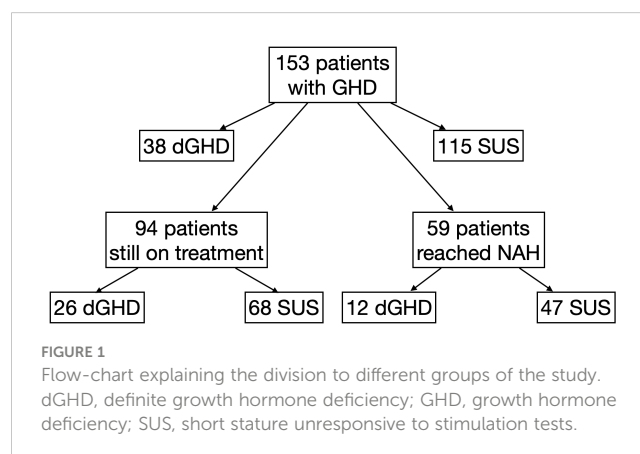 153 patients
with GHD
38 dGHD
115 SUS
94 patients
still on treatment
59 patients
reached NAH
26 dGHD
68 SUS
12 dGHD
47 SUS
FIGURE 1
Flow-chart explaining the division to different groups of the study.
dGHD, definite growth hormone deficiency; GHD, growth hormone
deficiency; SUS, short stature unresponsive to stimulation tests.